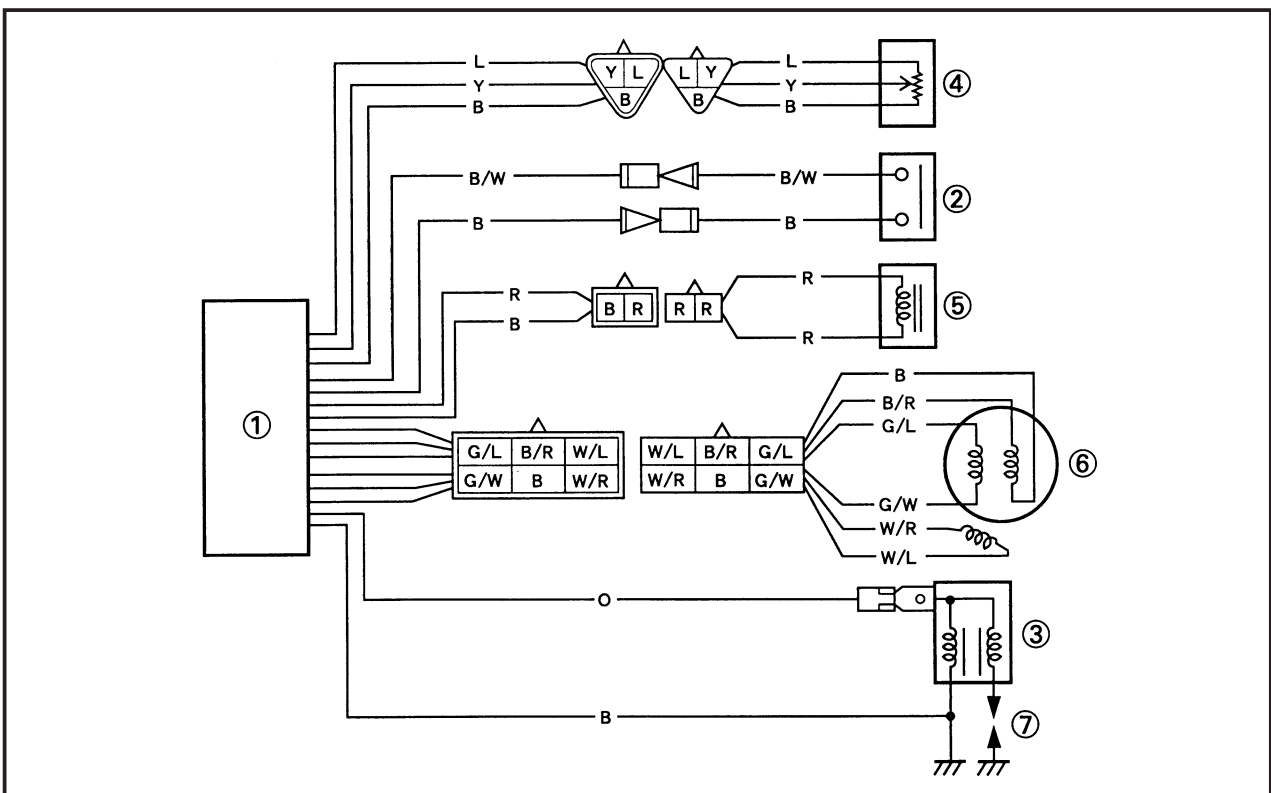 L Y L L Y L ④
Y Y
B B B B
B/W B/W ②
B B
R R
B R R R ⑤
B R
① B
B/R
G/L B/R W/L W/L B/R G/L G/L
G/W B W/R W/R B G/W ⑥
G/W
W/R
W/L
O
③
B ⑦